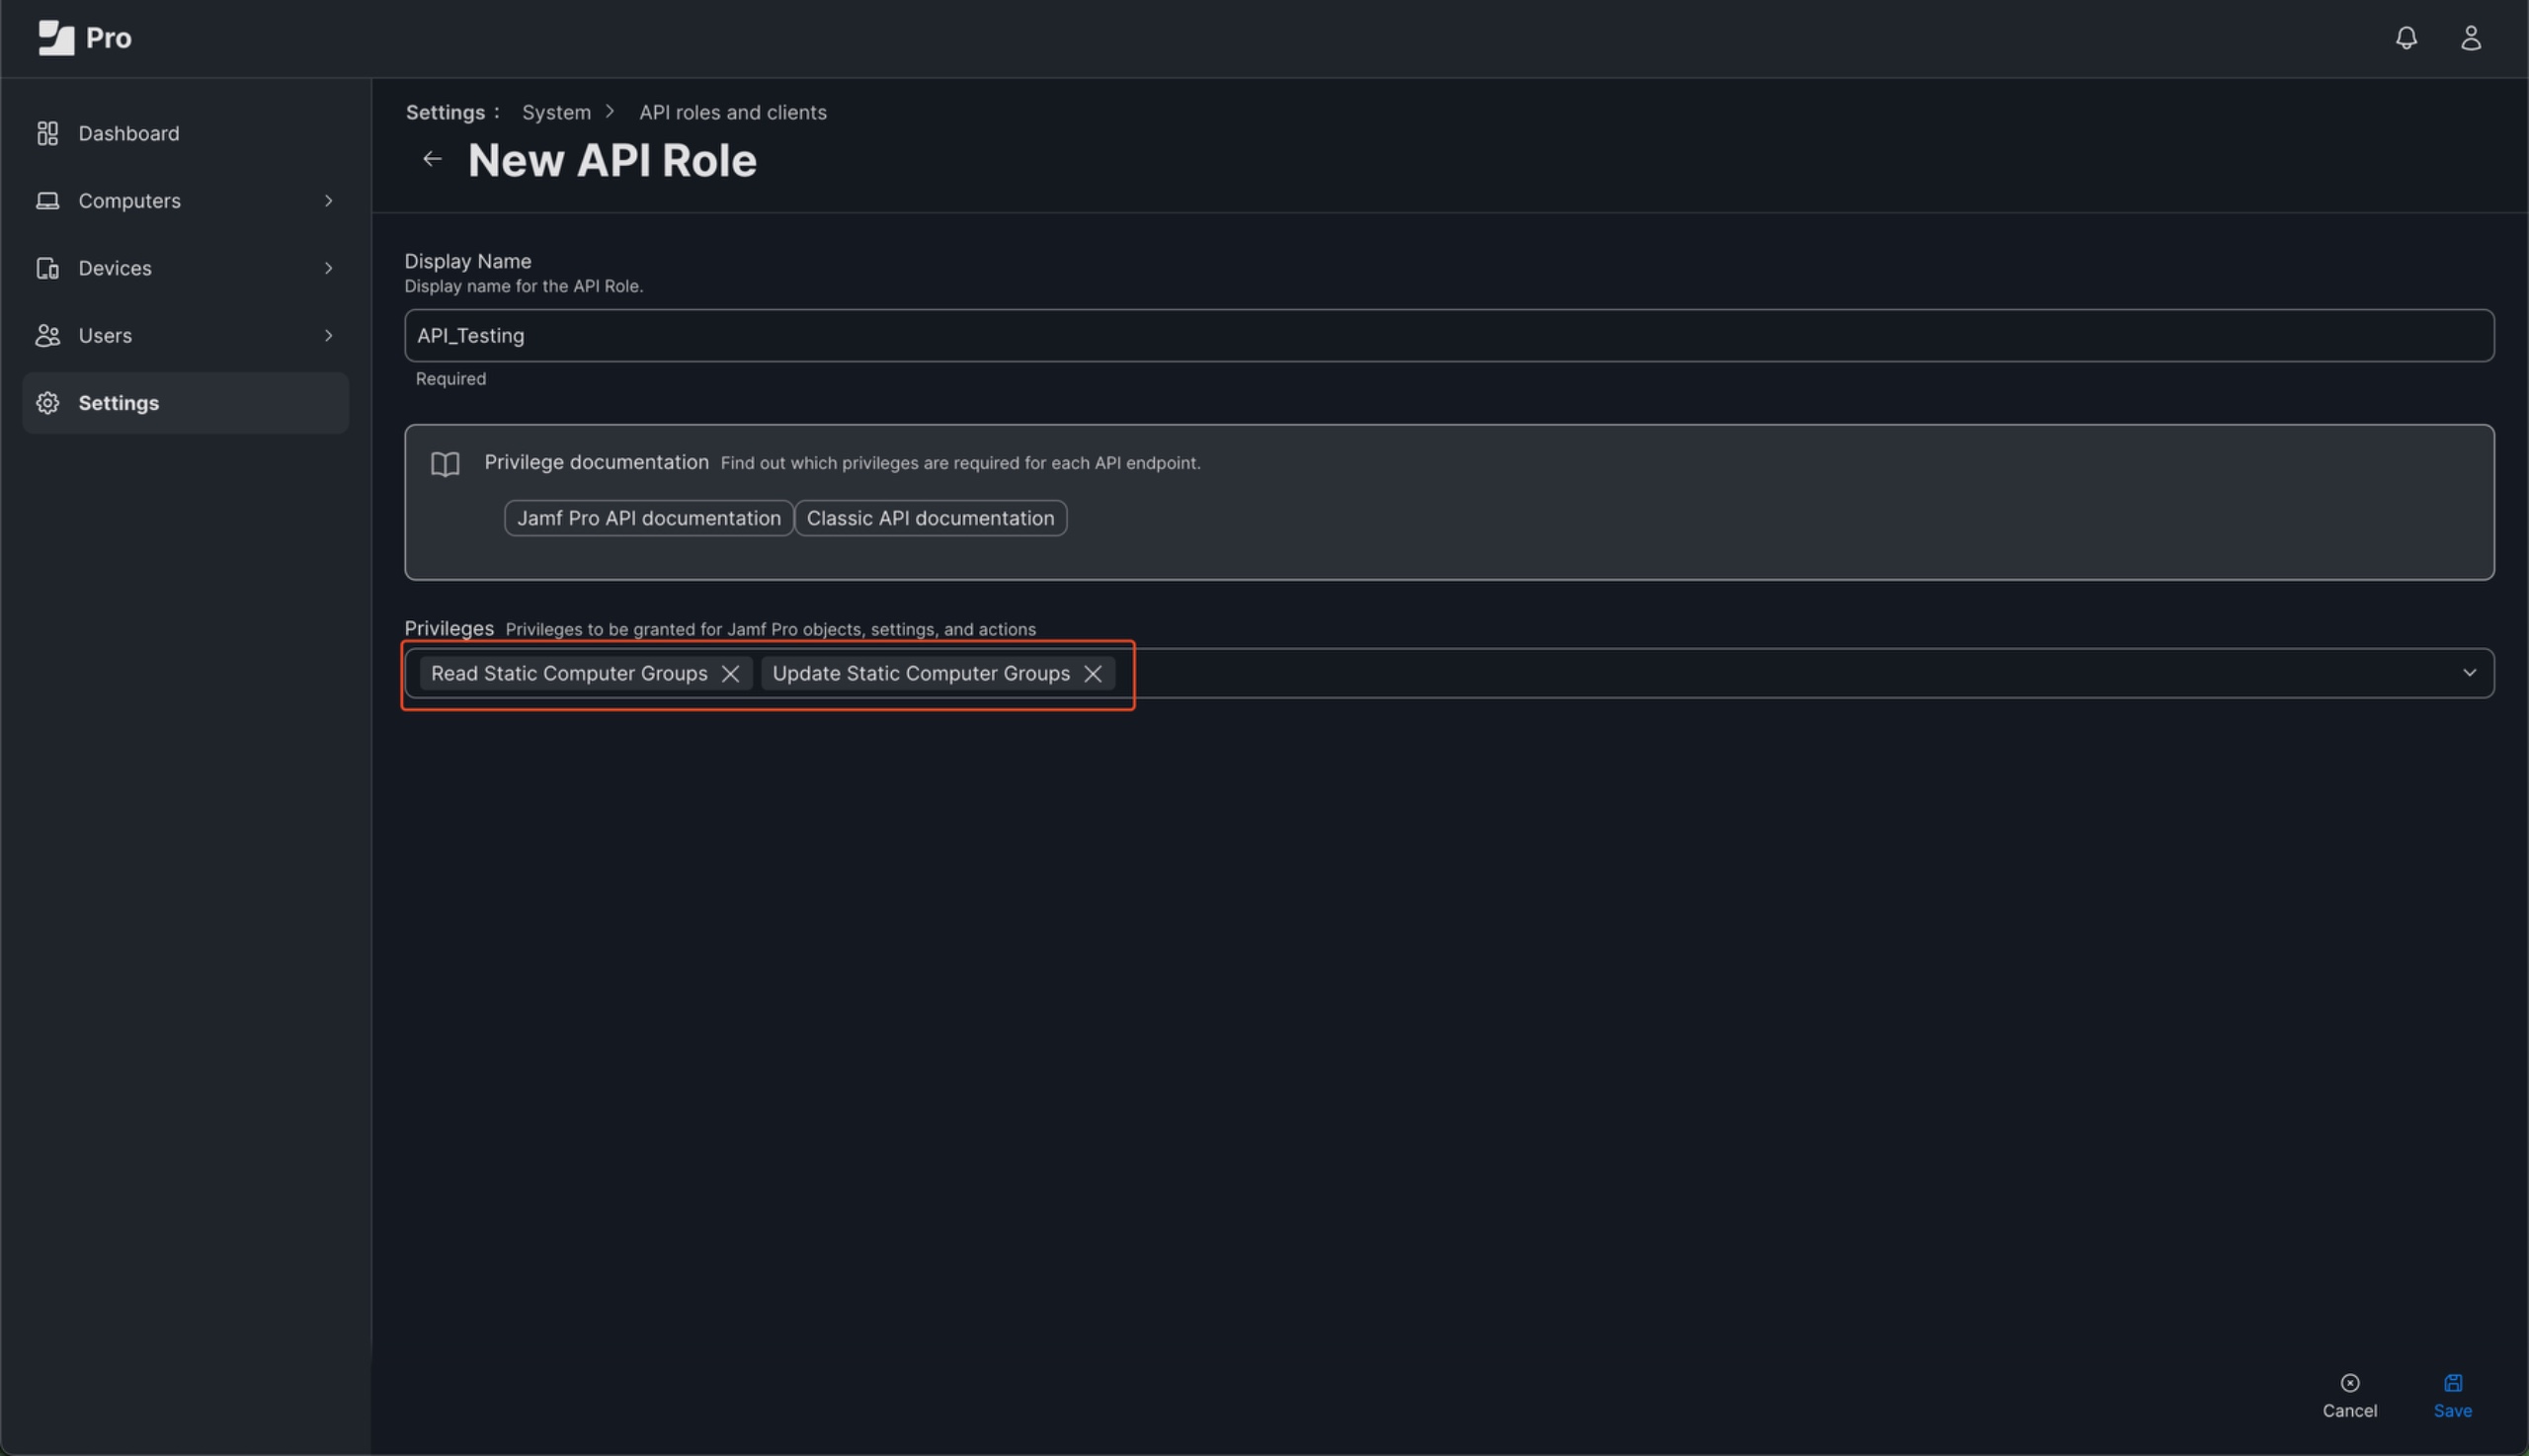 Pro
Dashboard
Computers
Devices
Users
Settings
Settings : System > API roles and clients
New API Role
Display Name
Display name for the API Role.
API_Testing
Required
Privilege documentation Find out which privileges are required for each API endpoint.
Jamf Pro API documentation Classic API documentation
Privileges Privileges to be granted for Jamf Pro objects, settings, and actions
Read Static Computer Groups Update Static Computer Groups
Cancel Save